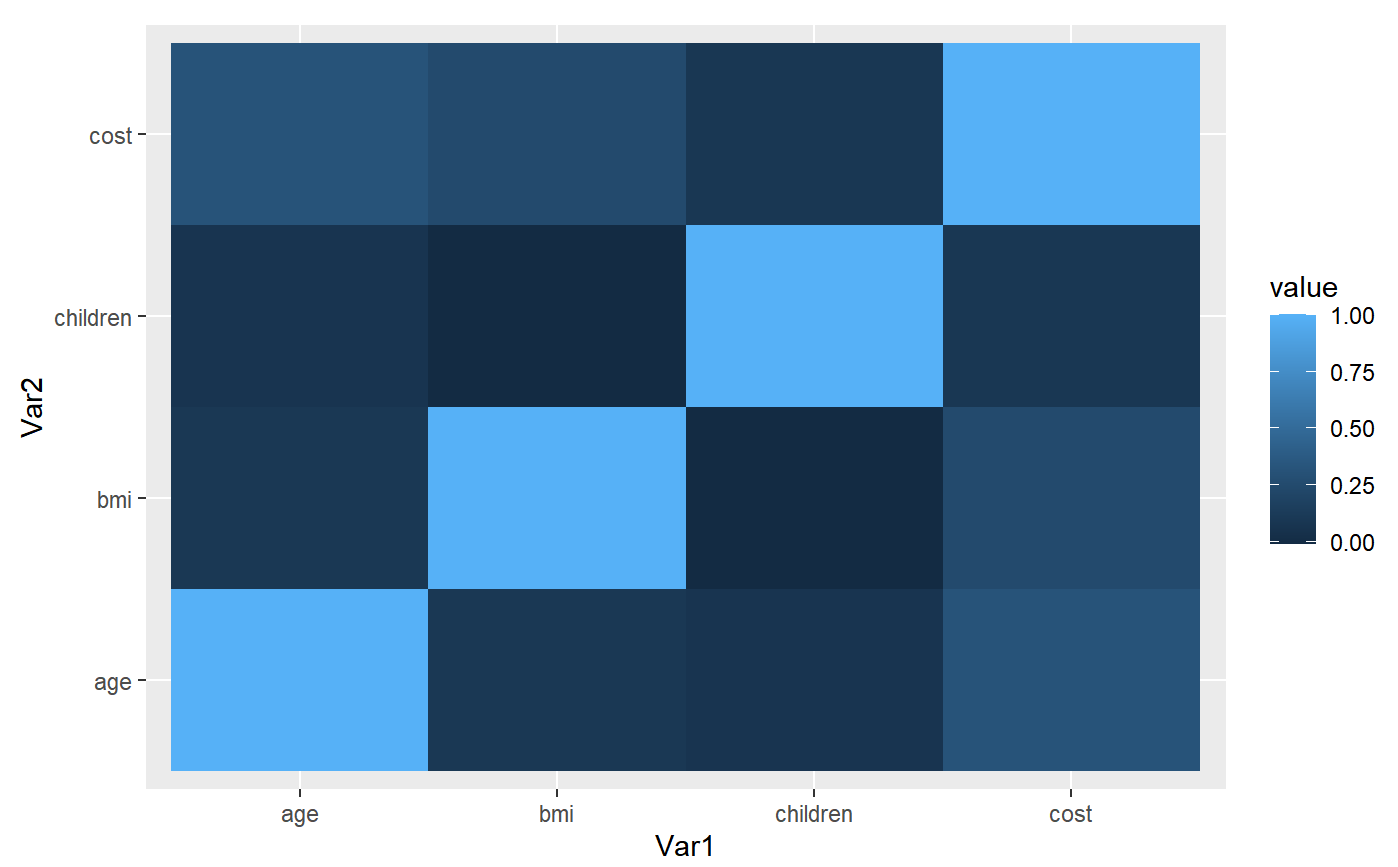 cost
children
bmi
age
Var2
age bmi children cost
Var1
value
1.00
0.75
0.50
0.25
0.00